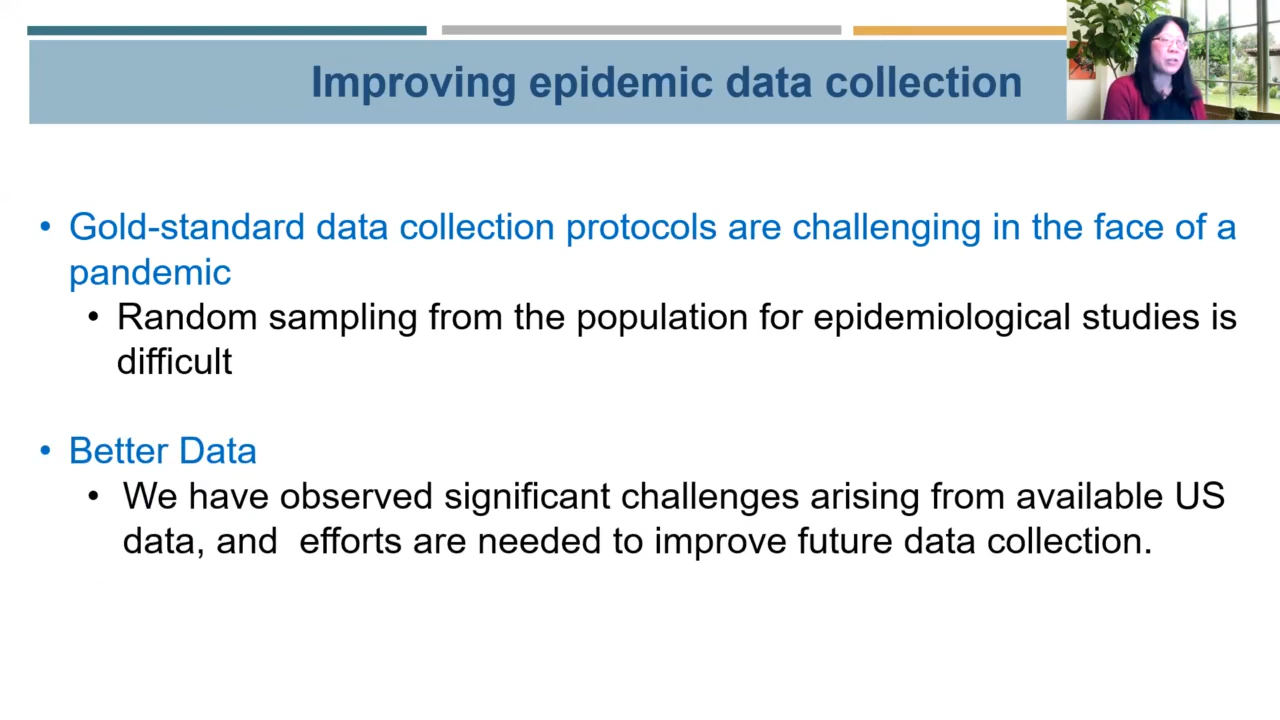 Improving epidemic data collection
• Gold-standard data collection protocols are challenging in the face of a
pandemic
• Random sampling from the population for epidemiological studies is
difficult
• Better Data
• We have observed significant challenges arising from available US
data, and  efforts are needed to improve future data collection.